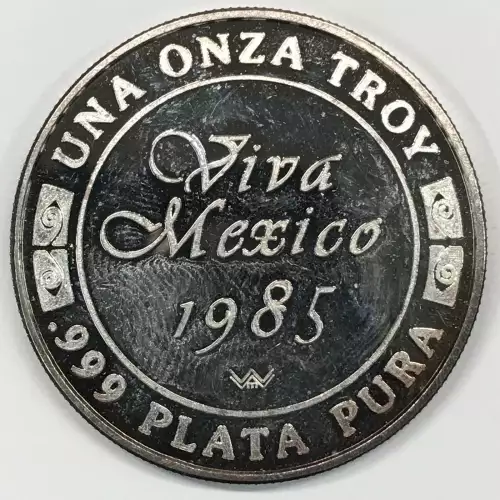 UNA ONZA TROY
Viva
Mexico
1985
.999 PLATA PURA